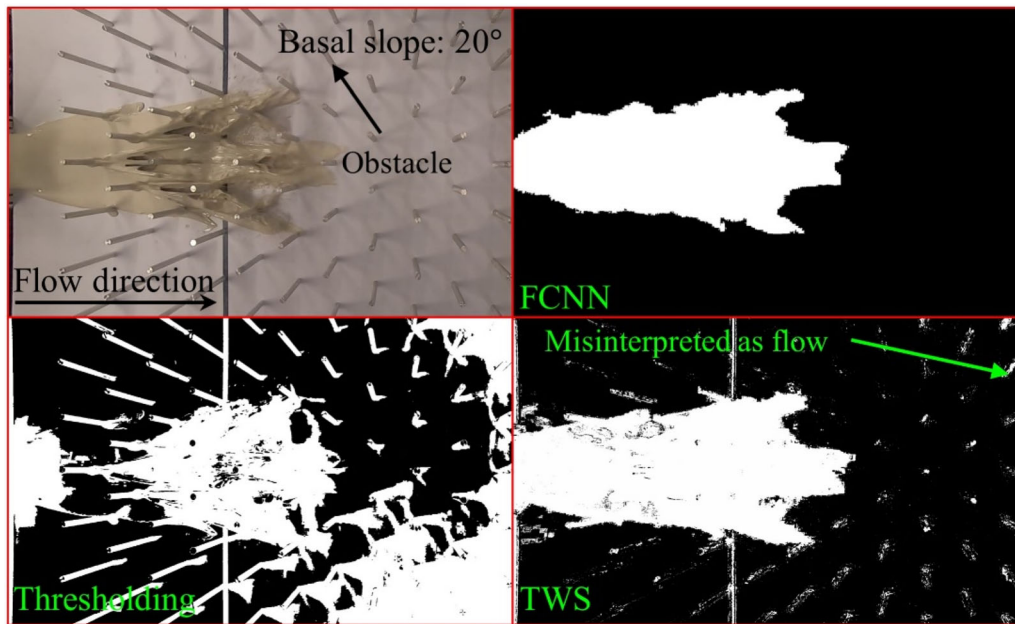 Basal slope: 20°
Obstacle
Flow direction
FCNN
Misinterpreted as flow
Thresholding
TWS